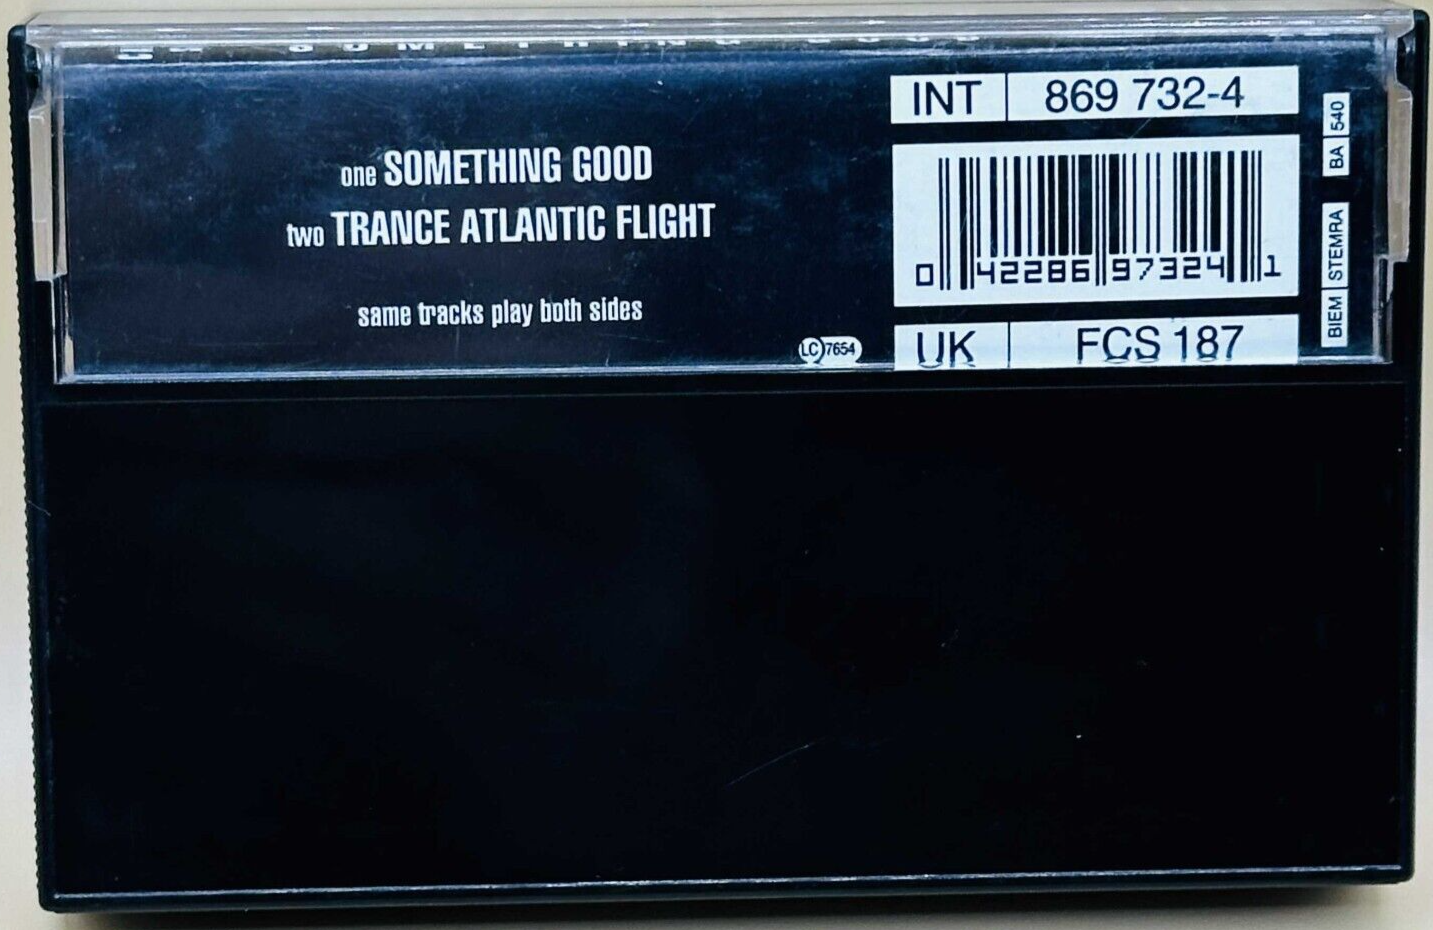 one SOMETHING GOOD
two TRANCE ATLANTIC FLIGHT
same tracks play both sides
LC 7654
INT 869 732-4
0 42286 97324 1
UK FCS 187
BIEM STEMRA BA 540